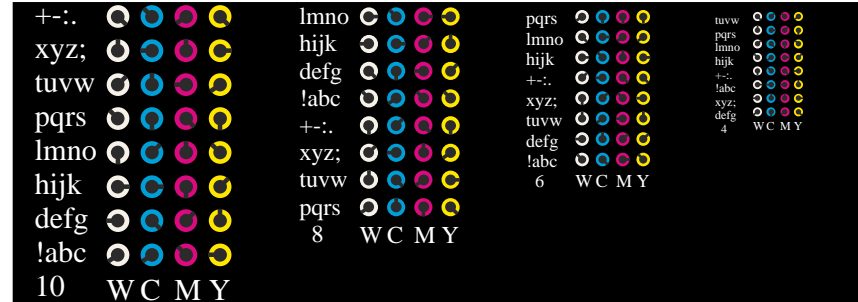 +-:.
xyz;
tuvw
pqrs
lmno
hijk
defg
!abc
10 W C M Y
lmno
hijk
defg
!abc
+-:.
xyz;
tuvw
pqrs
8 W C M Y
pqrs
lmno
hijk
+-:.
xyz;
tuvw
defg
!abc
6 W C M Y
tuvw
pqrs
lmno
hijk
+-:.
!abc
xyz;
defg
4 W C M Y